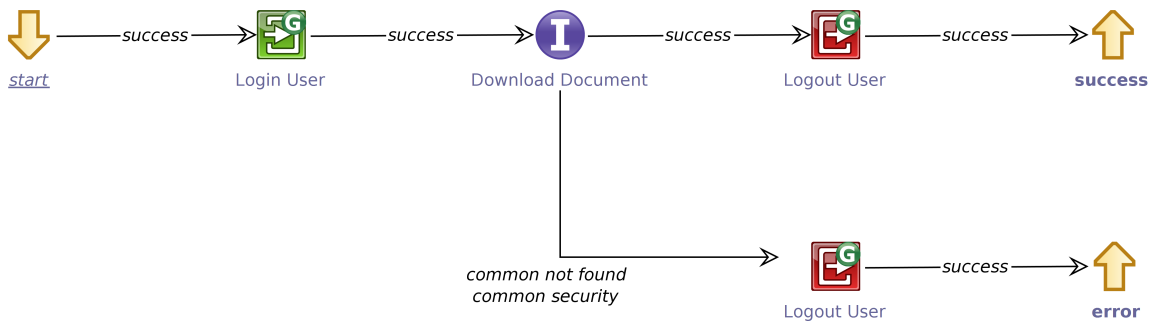 success
G
success
I
success
G
success
start
Login User
Download Document
Logout User
success
common not found
common security
G
success
Logout User
error